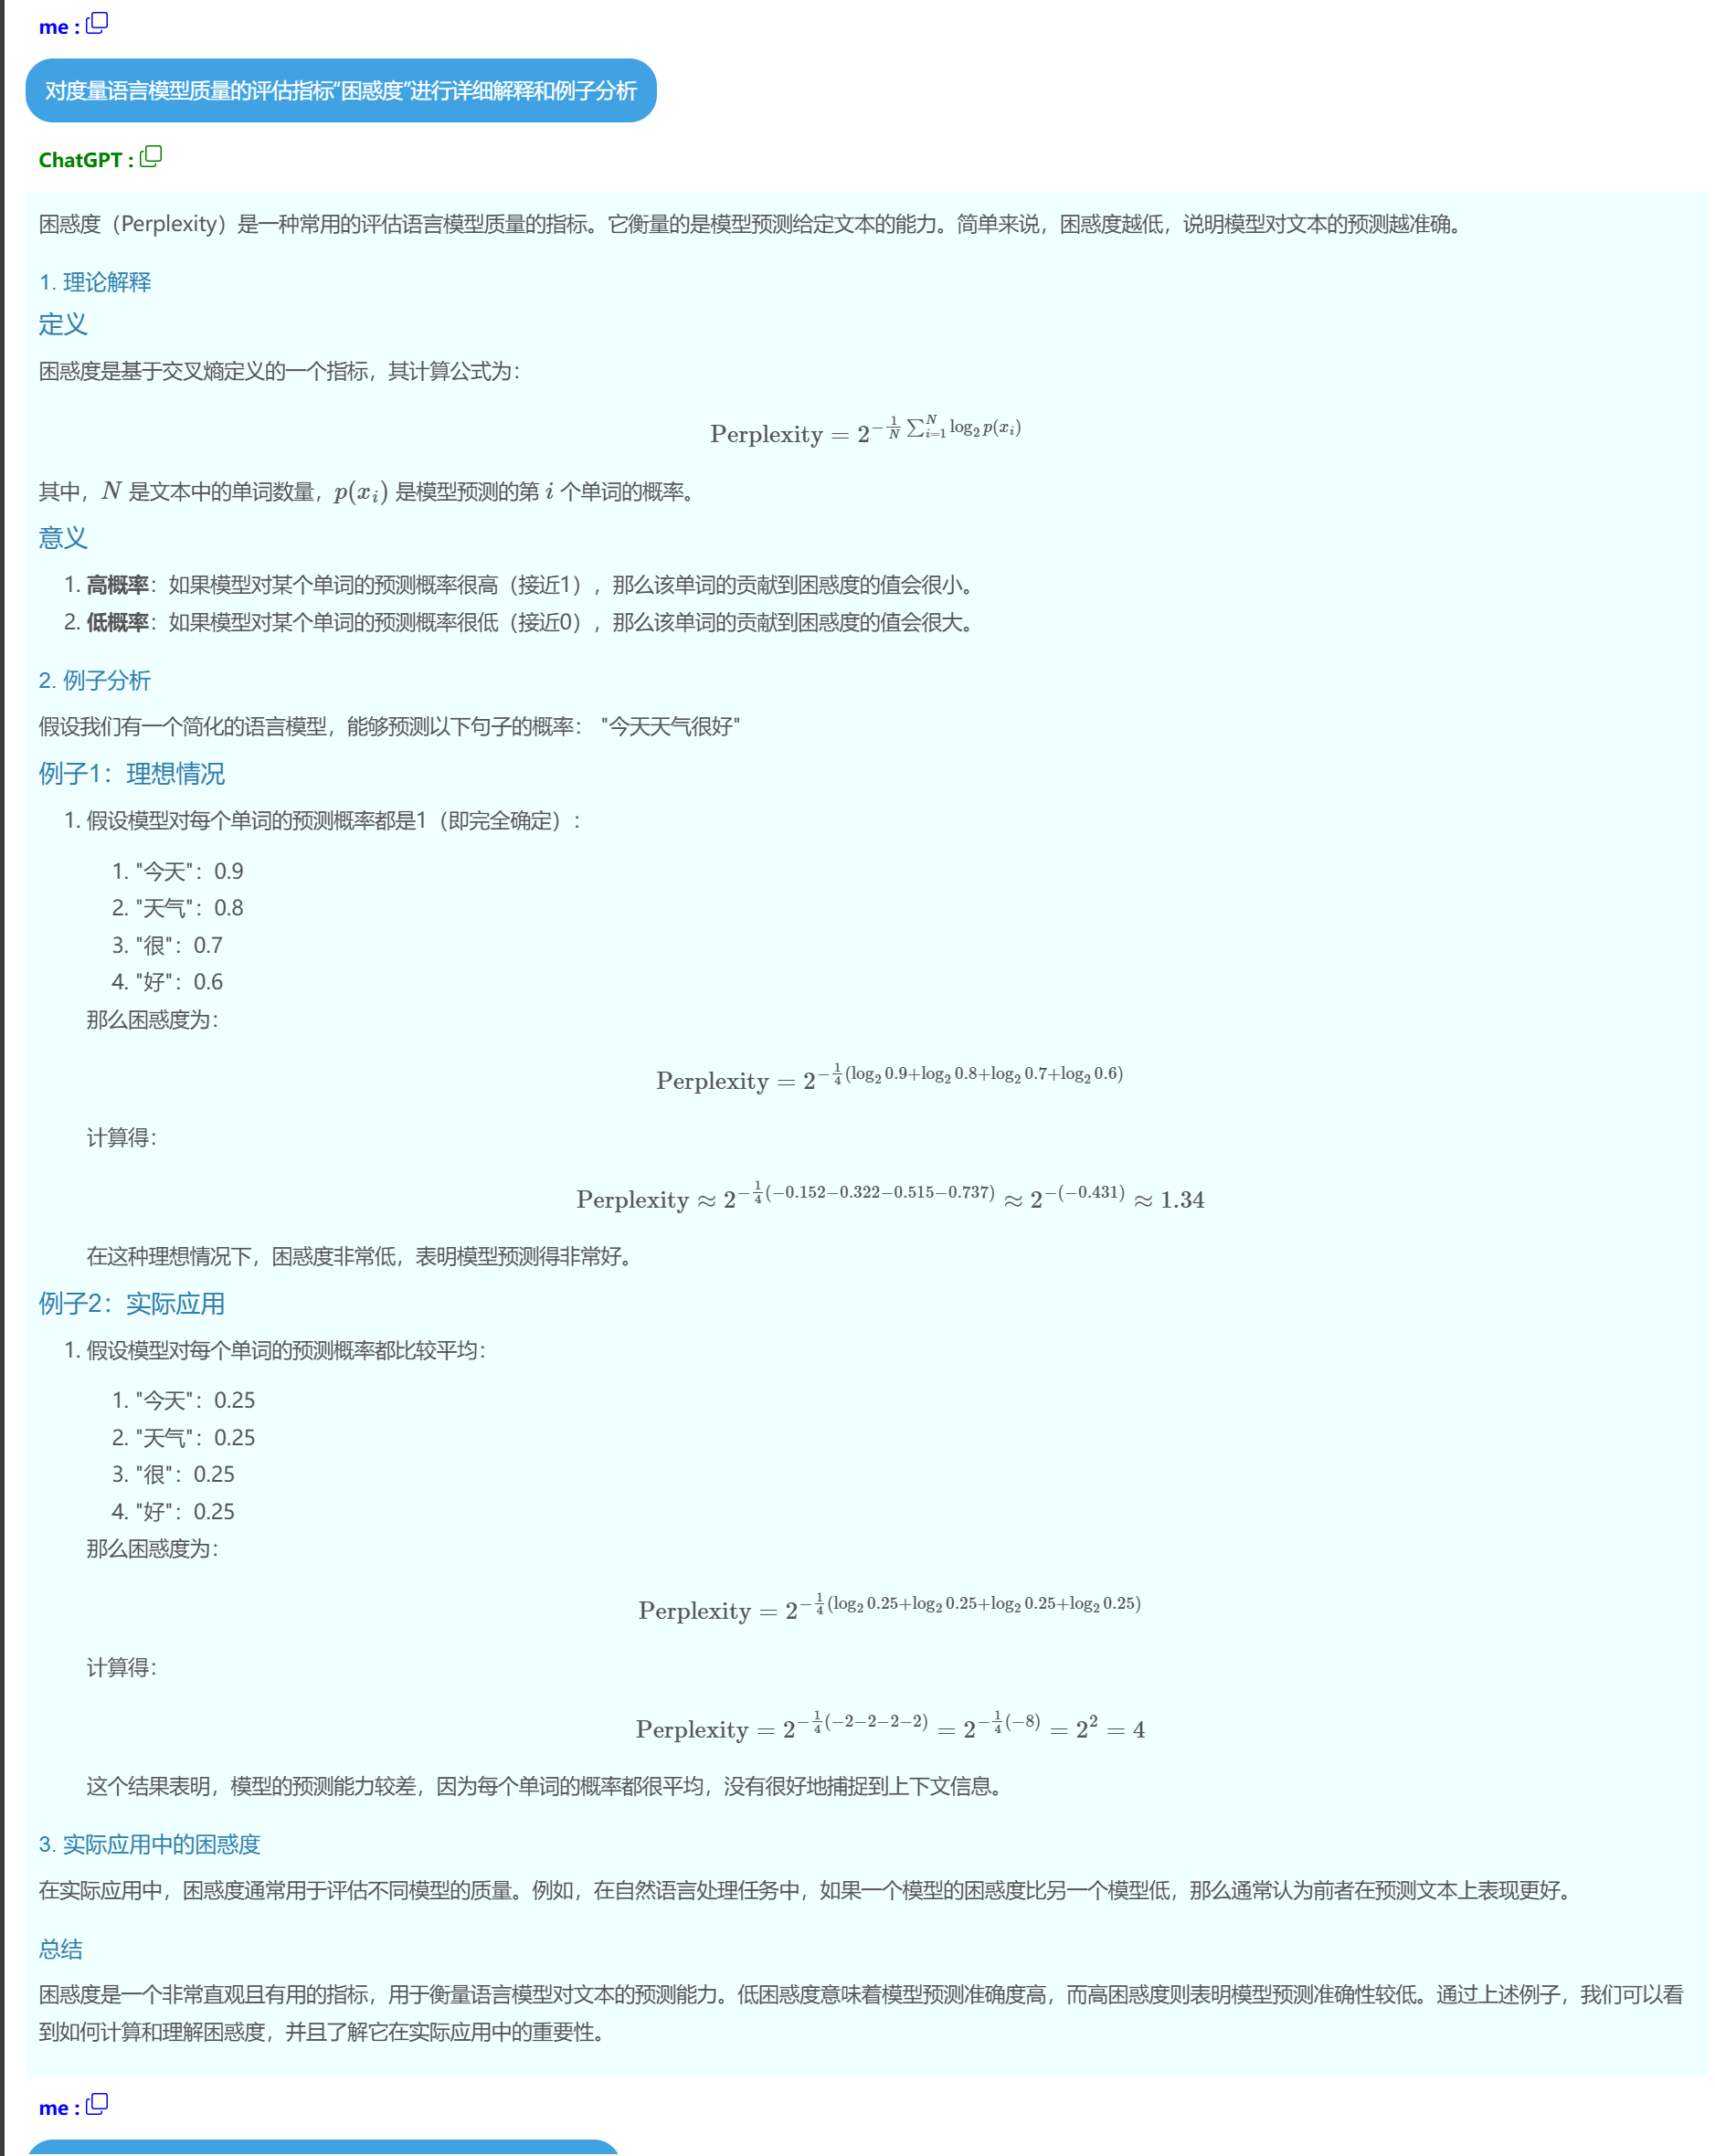 me :
对度量语言模型质量的评估指标“困惑度”进行详细解释和例子分析
ChatGPT :
困惑度（Perplexity）是一种常用的评估语言模型质量的指标。它衡量的是模型预测给定文本的能力。简单来说，困惑度越低，说明模型对文本的预测越准确。
1. 理论解释
定义
困惑度是基于交叉熵定义的一个指标，其计算公式为：
Perplexity = 2^{-\frac{1}{N} \sum_{i=1}^{N} \log_2 p(x_i)}
其中，N 是文本中的单词数量，p(x_i) 是模型预测的第 i 个单词的概率。
意义
1. 高概率：如果模型对某个单词的预测概率很高（接近1），那么该单词的贡献到困惑度的值会很小。
2. 低概率：如果模型对某个单词的预测概率很低（接近0），那么该单词的贡献到困惑度的值会很大。
2. 例子分析
假设我们有一个简化的语言模型，能够预测以下句子的概率： "今天天气很好"
例子1：理想情况
1. 假设模型对每个单词的预测概率都是1（即完全确定）：
1. "今天"：0.9
2. "天气"：0.8
3. "很"：0.7
4. "好"：0.6
那么困惑度为：
Perplexity = 2^{-\frac{1}{4}(\log_2 0.9+\log_2 0.8+\log_2 0.7+\log_2 0.6)}
计算得：
Perplexity ≈ 2^{-\frac{1}{4}(-0.152-0.322-0.515-0.737)} ≈ 2^{-(-0.431)} ≈ 1.34
在这种理想情况下，困惑度非常低，表明模型预测得非常好。
例子2：实际应用
1. 假设模型对每个单词的预测概率都比较平均：
1. "今天"：0.25
2. "天气"：0.25
3. "很"：0.25
4. "好"：0.25
那么困惑度为：
Perplexity = 2^{-\frac{1}{4}(\log_2 0.25+\log_2 0.25+\log_2 0.25+\log_2 0.25)}
计算得：
Perplexity = 2^{-\frac{1}{4}(-2-2-2-2)} = 2^{-\frac{1}{4}(-8)} = 2^2 = 4
这个结果表明，模型的预测能力较差，因为每个单词的概率都很平均，没有很好地捕捉到上下文信息。
3. 实际应用中的困惑度
在实际应用中，困惑度通常用于评估不同模型的质量。例如，在自然语言处理任务中，如果一个模型的困惑度比另一个模型低，那么通常认为前者在预测文本上表现更好。
总结
困惑度是一个非常直观且有用的指标，用于衡量语言模型对文本的预测能力。低困惑度意味着模型预测准确度高，而高困惑度则表明模型预测准确性较低。通过上述例子，我们可以看
到如何计算和理解困惑度，并且了解它在实际应用中的重要性。
me :